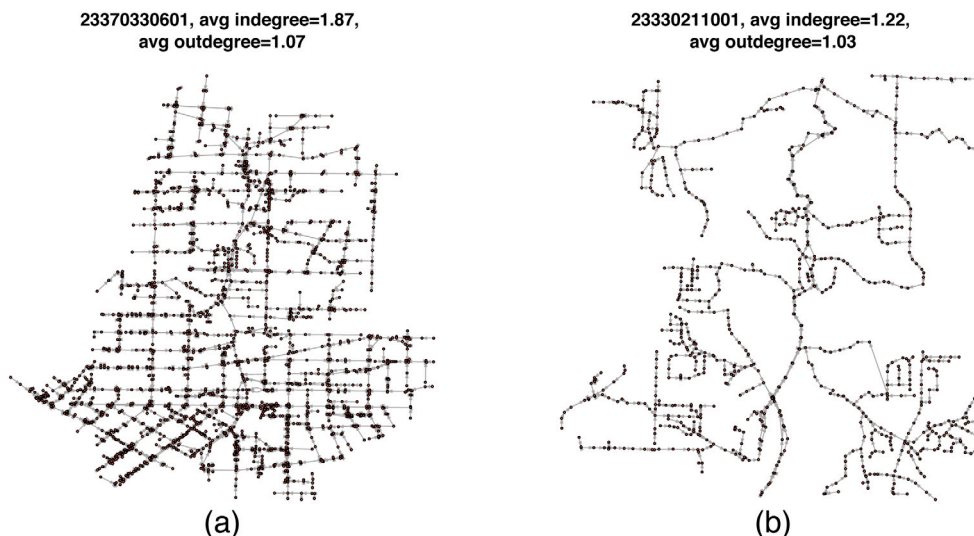 23370330601, avg indegree=1.87,
avg outdegree=1.07
23330211001, avg indegree=1.22,
avg outdegree=1.03
(a)
(b)